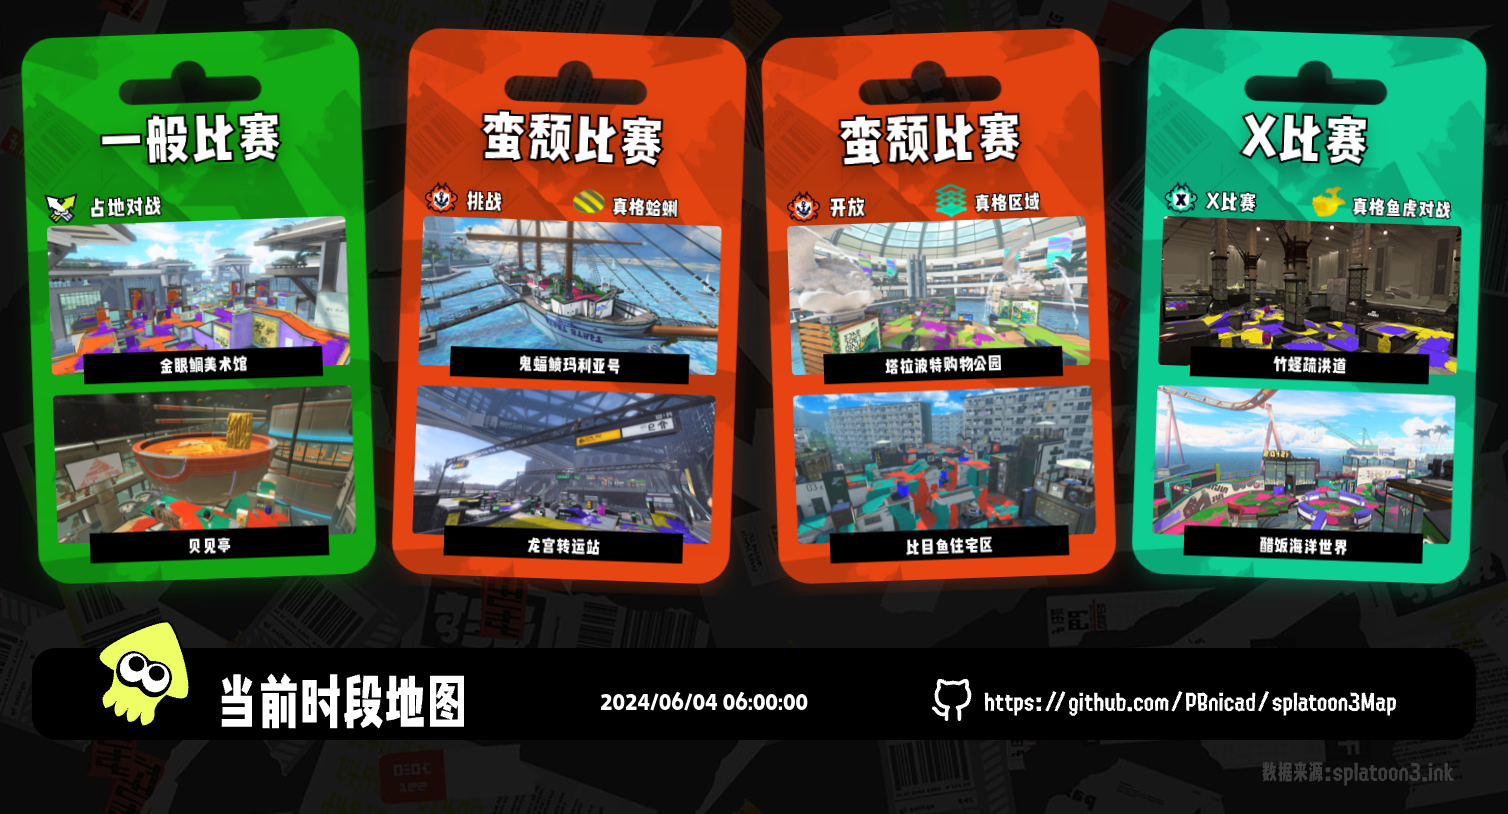 一般比赛
占地对战
金眼鲷美术馆
贝见亭
蛮颓比赛
挑战
真格蛤蜊
鬼蝠鲼玛利亚号
龙宫转运站
蛮颓比赛
开放
真格区域
塔拉波特购物公园
比目鱼住宅区
X比赛
X比赛
真格鱼虎对战
竹蛏疏洪道
醋饭海洋世界
当前时段地图
2024/06/04 06:00:00
https://github.com/PBnicad/splatoon3Map
数据来源:splatoon3.ink